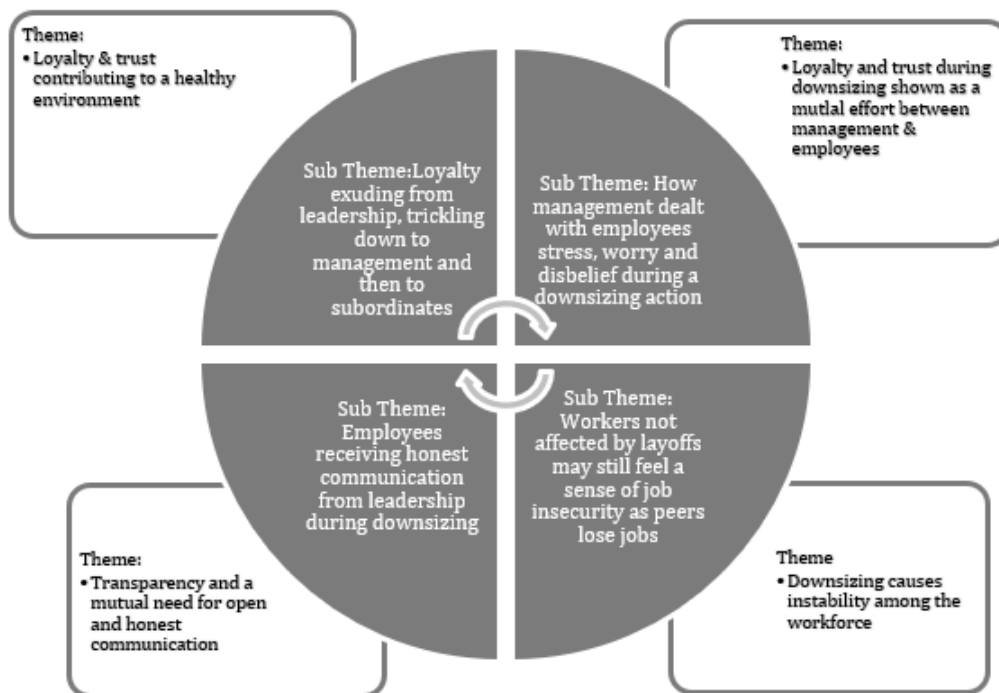 Theme:
• Loyalty & trust
contributing to a healthy
environment
Theme:
• Loyalty and trust during
downsizing shown as a
mutlal effort between
management &
employees
Sub Theme:Loyalty
exuding from
leadership, trickling
down to
management and
then to
subordinates
Sub Theme: How
management dealt
with employees
stress, worry and
disbelief during a
downsizing action
Sub Theme:
Employees
receiving honest
communication
from leadership
during downsizing
Sub Theme:
Workers not
affected by layoffs
may still feel a
sense of job
insecurity as peers
lose jobs
Theme:
• Transparency and a
mutual need for open
and honest
communication
Theme
• Downsizing causes
instability among the
workforce